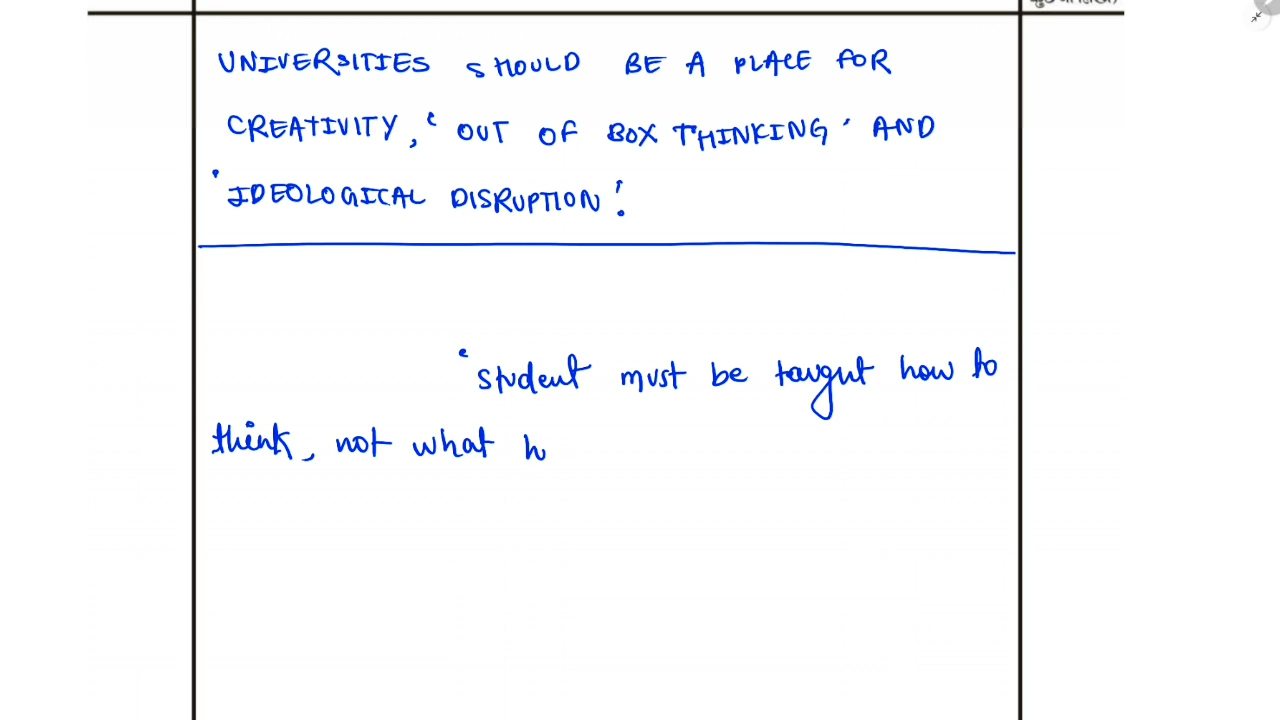 UNIVERSITIES SHOULD BE A PLACE FOR
CREATIVITY, 'OUT OF BOX THINKING' AND
'IDEOLOGICAL DISRUPTION'.
'student must be taught how to
think, not what h